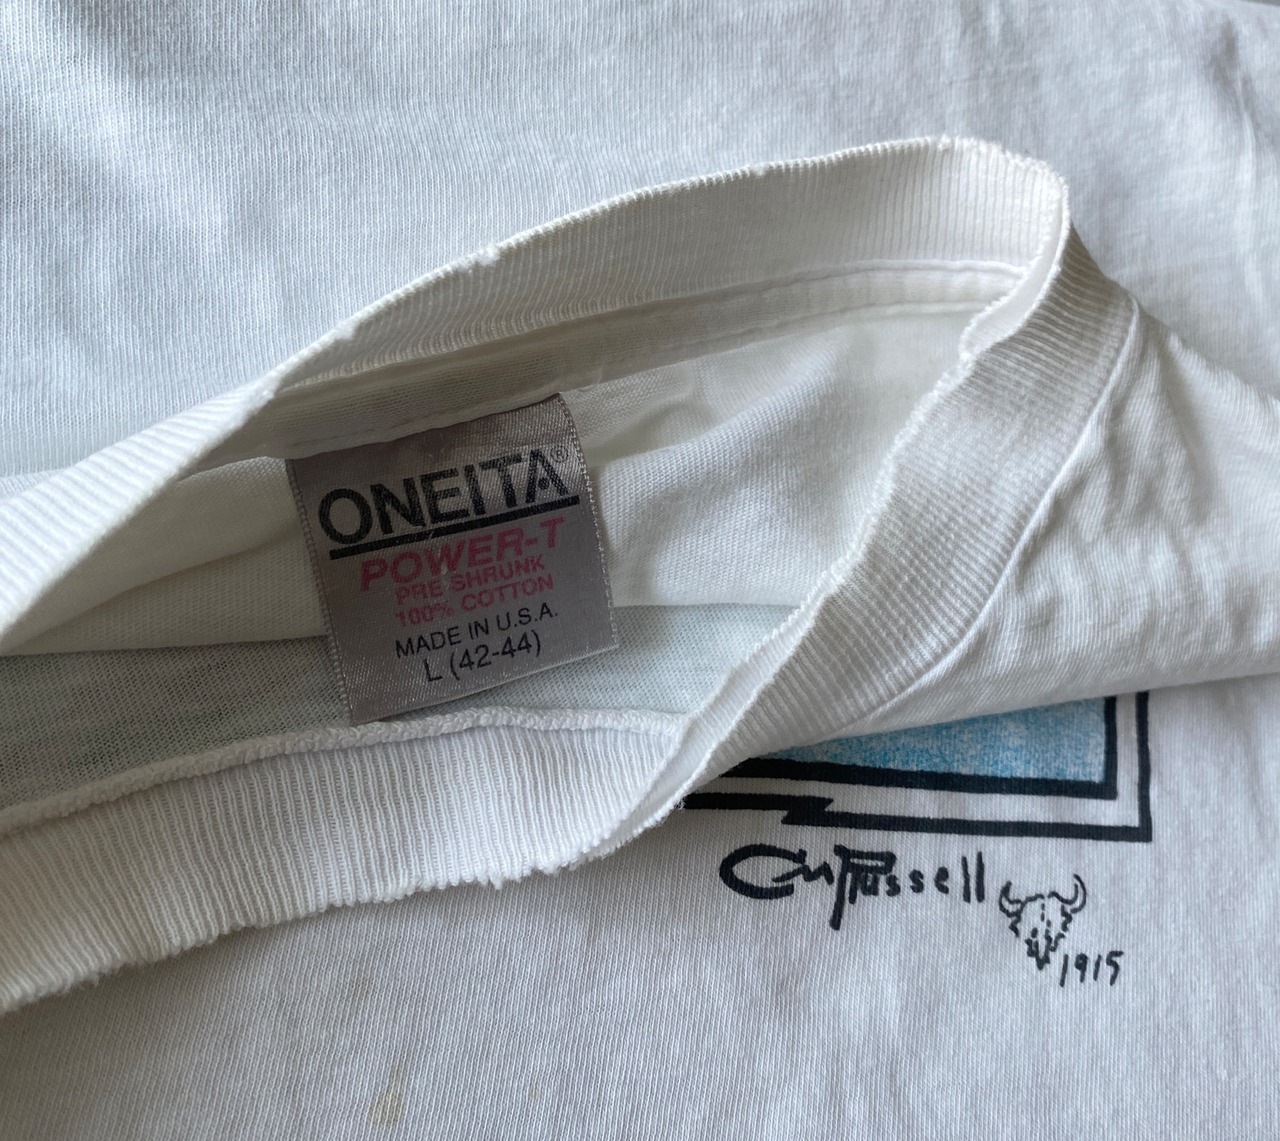 ONEITA®
POWER-T
PRE SHRUNK
100% COTTON
MADE IN U.S.A.
L (42-44)
CMRussell
1915